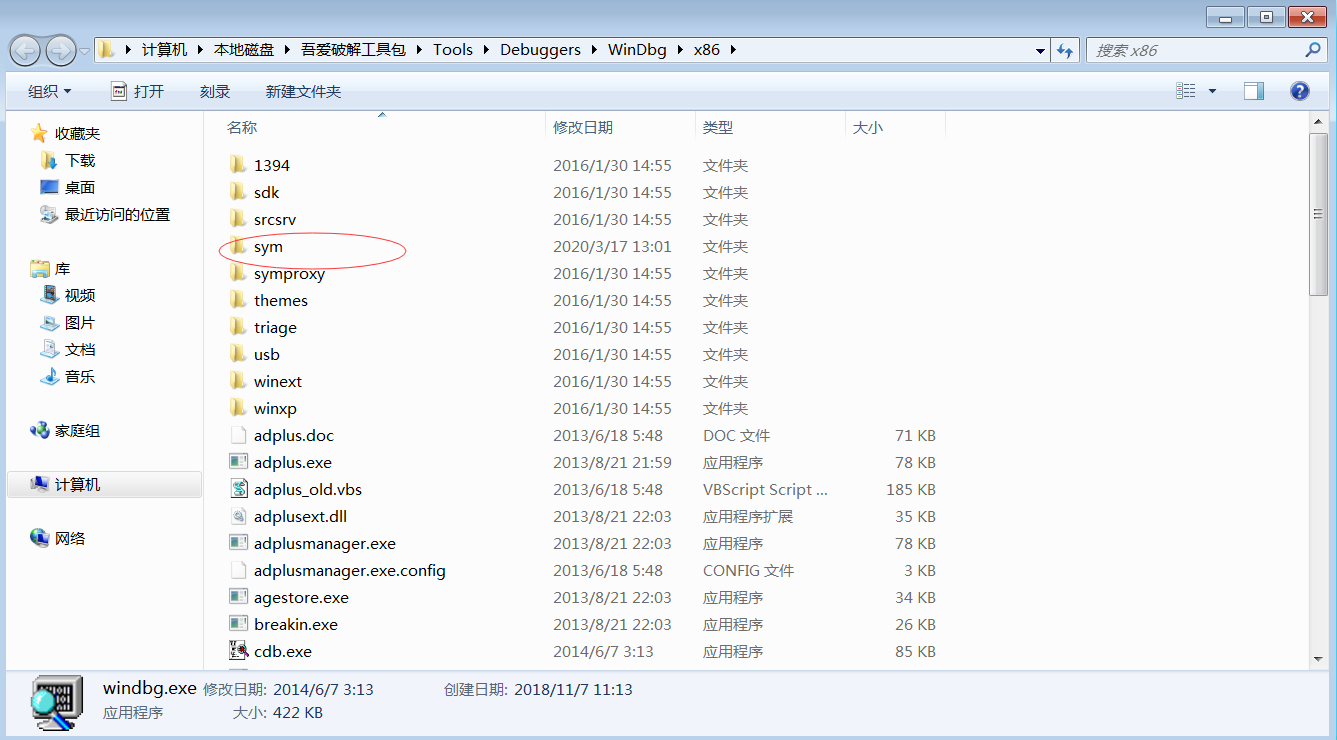 计算机 本地磁盘 吾爱破解工具包 Tools Debuggers WinDbg x86 搜索 x86
组织 打开 刻录 新建文件夹
名称 修改日期 类型 大小
收藏夹
下载
桌面
最近访问的位置
库
视频
图片
文档
音乐
家庭组
计算机
网络
1394 2016/1/30 14:55 文件夹
sdk 2016/1/30 14:55 文件夹
srcsrv 2016/1/30 14:55 文件夹
sym 2020/3/17 13:01 文件夹
symproxy 2016/1/30 14:55 文件夹
themes 2016/1/30 14:55 文件夹
triage 2016/1/30 14:55 文件夹
usb 2016/1/30 14:55 文件夹
winext 2016/1/30 14:55 文件夹
winxp 2016/1/30 14:55 文件夹
adplus.doc 2013/6/18 5:48 DOC 文件 71 KB
adplus.exe 2013/8/21 21:59 应用程序 78 KB
adplus_old.vbs 2013/6/18 5:48 VBScript Script ... 185 KB
adplusext.dll 2013/8/21 22:03 应用程序扩展 35 KB
adplusmanager.exe 2013/8/21 22:03 应用程序 78 KB
adplusmanager.exe.config 2013/6/18 5:48 CONFIG 文件 3 KB
agestore.exe 2013/8/21 22:03 应用程序 34 KB
breakin.exe 2013/8/21 22:03 应用程序 26 KB
cdb.exe 2014/6/7 3:13 应用程序 85 KB
windbg.exe 修改日期: 2014/6/7 3:13 创建日期: 2018/11/7 11:13
应用程序 大小: 422 KB